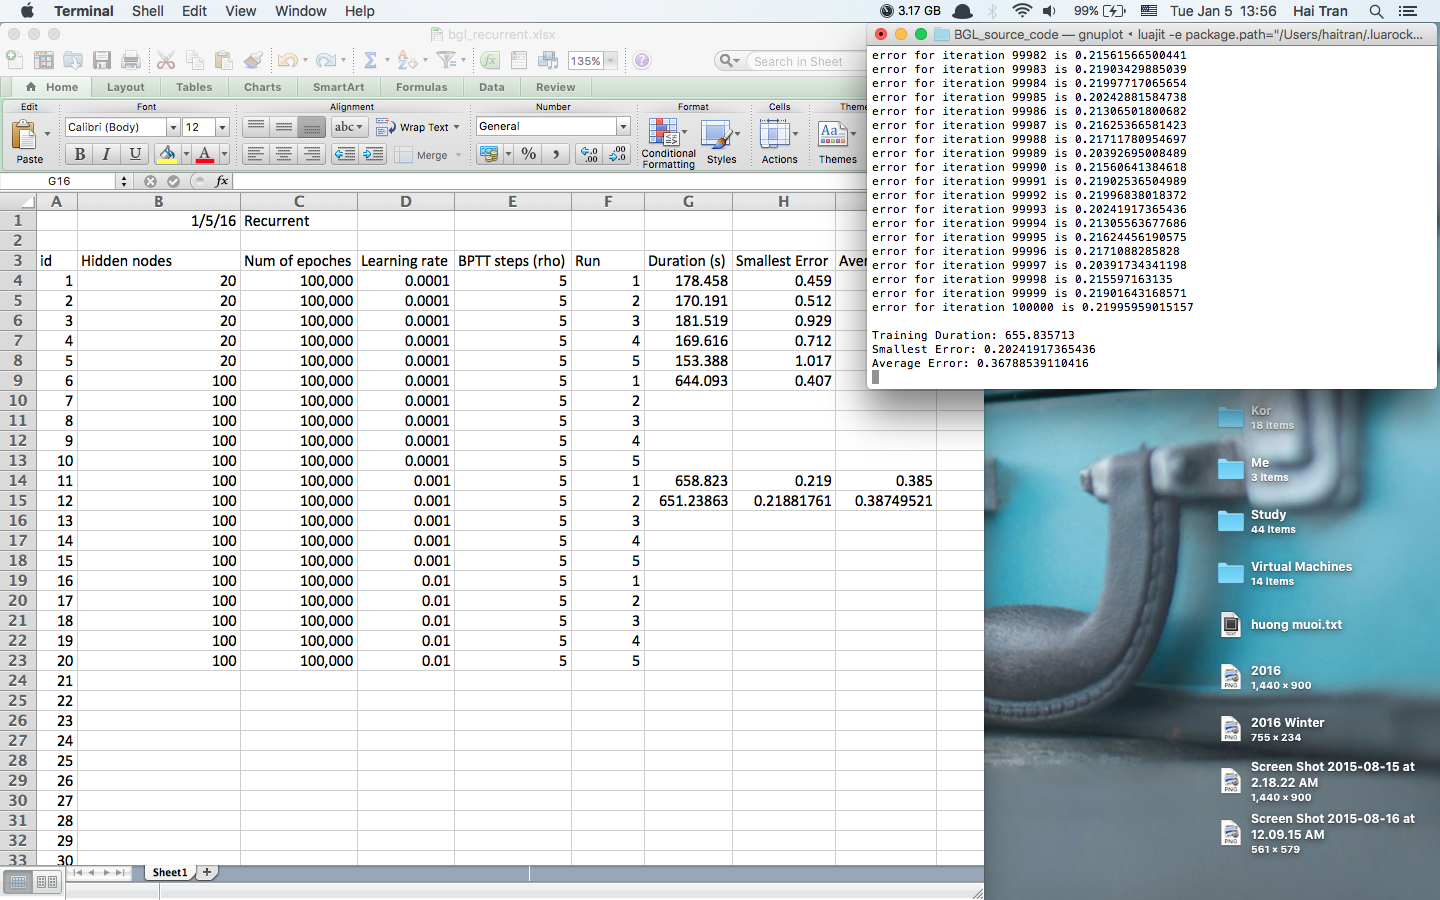 Terminal Shell Edit View Window Help 3.17 GB 99% Tue Jan 5 13:56 Hai Tran
bgl_recurrent.xlsx
135% Search in Sheet
Home Layout Tables Charts SmartArt Formulas Data Review
Edit Font Alignment Number Format Cells Theme
Calibri (Body) 12 abc Wrap Text General
Paste B I U A Merge % Conditional Formatting Styles Actions Aa Themes
G16 fx
A B C D E F G H
1 1/5/16 Recurrent
2
3 id Hidden nodes Num of epoches Learning rate BPTT steps (rho) Run Duration (s) Smallest Error Aver
4 1 20 100,000 0.0001 5 1 178.458 0.459
5 2 20 100,000 0.0001 5 2 170.191 0.512
6 3 20 100,000 0.0001 5 3 181.519 0.929
7 4 20 100,000 0.0001 5 4 169.616 0.712
8 5 20 100,000 0.0001 5 5 153.388 1.017
9 6 100 100,000 0.0001 5 1 644.093 0.407
10 7 100 100,000 0.0001 5 2
11 8 100 100,000 0.0001 5 3
12 9 100 100,000 0.0001 5 4
13 10 100 100,000 0.0001 5 5
14 11 100 100,000 0.001 5 1 658.823 0.219 0.385
15 12 100 100,000 0.001 5 2 651.23863 0.21881761 0.38749521
16 13 100 100,000 0.001 5 3
17 14 100 100,000 0.001 5 4
18 15 100 100,000 0.001 5 5
19 16 100 100,000 0.01 5 1
20 17 100 100,000 0.01 5 2
21 18 100 100,000 0.01 5 3
22 19 100 100,000 0.01 5 4
23 20 100 100,000 0.01 5 5
24 21
25 22
26 23
27 24
28 25
29 26
30 27
31 28
32 29
33 30
Sheet1
BGL_source_code — gnuplot ◂ luajit -e package.path="/Users/haitran/.luarock...
error for iteration 99982 is 0.21561566500441
error for iteration 99983 is 0.21903429885039
error for iteration 99984 is 0.21997717065654
error for iteration 99985 is 0.20242881584738
error for iteration 99986 is 0.21306501800682
error for iteration 99987 is 0.21625366581423
error for iteration 99988 is 0.21711780954697
error for iteration 99989 is 0.20392695008489
error for iteration 99990 is 0.21560641384618
error for iteration 99991 is 0.21902536504989
error for iteration 99992 is 0.21996838018372
error for iteration 99993 is 0.20241917365436
error for iteration 99994 is 0.21305563677686
error for iteration 99995 is 0.21624456190575
error for iteration 99996 is 0.2171088285828
error for iteration 99997 is 0.20391734341198
error for iteration 99998 is 0.215597163135
error for iteration 99999 is 0.21901643168571
error for iteration 100000 is 0.21995959015157
Training Duration: 655.835713
Smallest Error: 0.20241917365436
Average Error: 0.36788539110416
Kor
18 items
Me
3 items
Study
44 items
Virtual Machines
14 items
huong muoi.txt
2016
1,440 × 900
2016 Winter
755 × 234
Screen Shot 2015-08-15 at
2.18.22 AM
1,440 × 900
Screen Shot 2015-08-16 at
12.09.15 AM
561 × 579